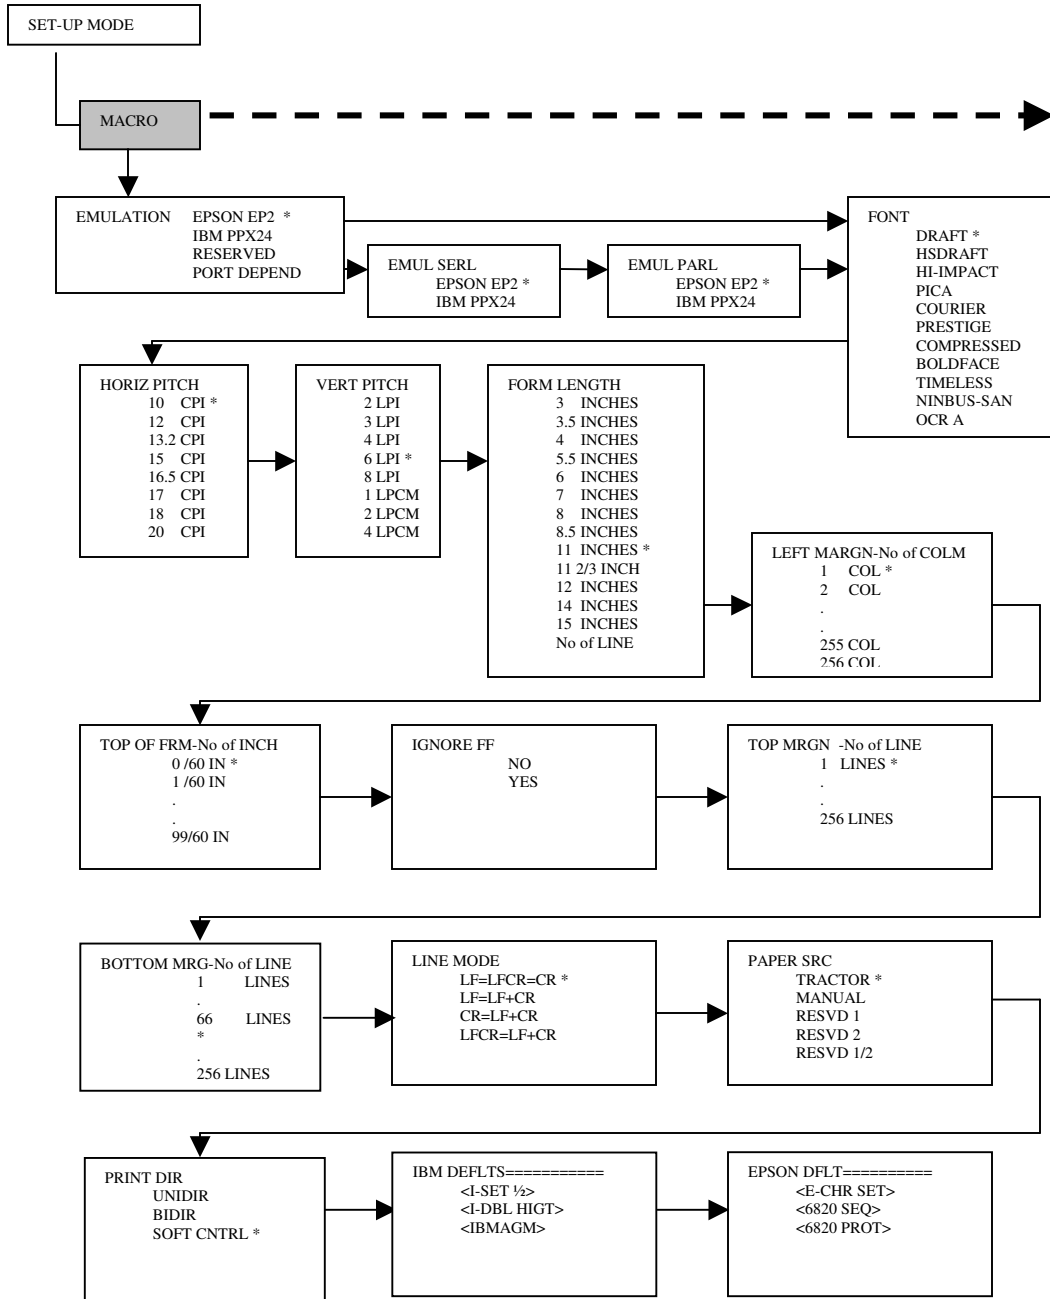 SET-UP MODE
MACRO
EMULATION EPSON EP2 *
IBM PPX24
RESERVED
PORT DEPEND
EMUL SERL
EPSON EP2 *
IBM PPX24
EMUL PARL
EPSON EP2 *
IBM PPX24
FONT
DRAFT *
HSDRAFT
HI-IMPACT
PICA
COURIER
PRESTIGE
COMPRESSED
BOLDFACE
TIMELESS
NINBUS-SAN
OCR A
HORIZ PITCH
10 CPI *
12 CPI
13.2 CPI
15 CPI
16.5 CPI
17 CPI
18 CPI
20 CPI
VERT PITCH
2 LPI
3 LPI
4 LPI
6 LPI *
8 LPI
1 LPCM
2 LPCM
4 LPCM
FORM LENGTH
3 INCHES
3.5 INCHES
4 INCHES
5.5 INCHES
6 INCHES
7 INCHES
8 INCHES
8.5 INCHES
11 INCHES *
11 2/3 INCH
12 INCHES
14 INCHES
15 INCHES
No of LINE
LEFT MARGN-No of COLM
1 COL *
2 COL
.
.
255 COL
256 COL
TOP OF FRM-No of INCH
0 /60 IN *
1 /60 IN
.
.
99/60 IN
IGNORE FF
NO
YES
TOP MRGN -No of LINE
1 LINES *
.
.
256 LINES
BOTTOM MRG-No of LINE
1 LINES
.
66 LINES
*
.
256 LINES
LINE MODE
LF=LFCR=CR *
LF=LF+CR
CR=LF+CR
LFCR=LF+CR
PAPER SRC
TRACTOR *
MANUAL
RESVD 1
RESVD 2
RESVD 1/2
PRINT DIR
UNIDIR
BIDIR
SOFT CNTRL *
IBM DEFLTS===========
<I-SET ½>
<I-DBL HIGT>
<IBMAGM>
EPSON DFLT==========
<E-CHR SET>
<6820 SEQ>
<6820 PROT>